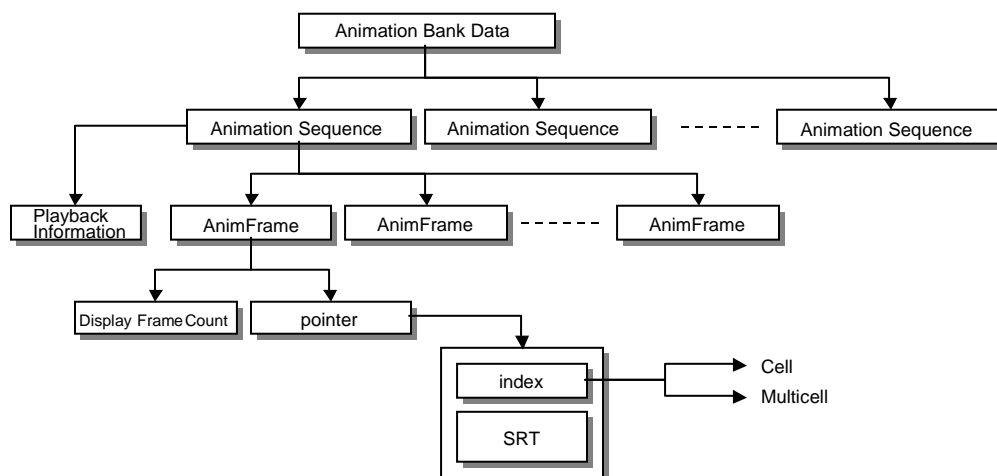 Animation Bank Data
Animation Sequence
Animation Sequence
Animation Sequence
Playback
Information
AnimFrame
AnimFrame
AnimFrame
Display Frame Count
pointer
index
Cell
Multicell
SRT